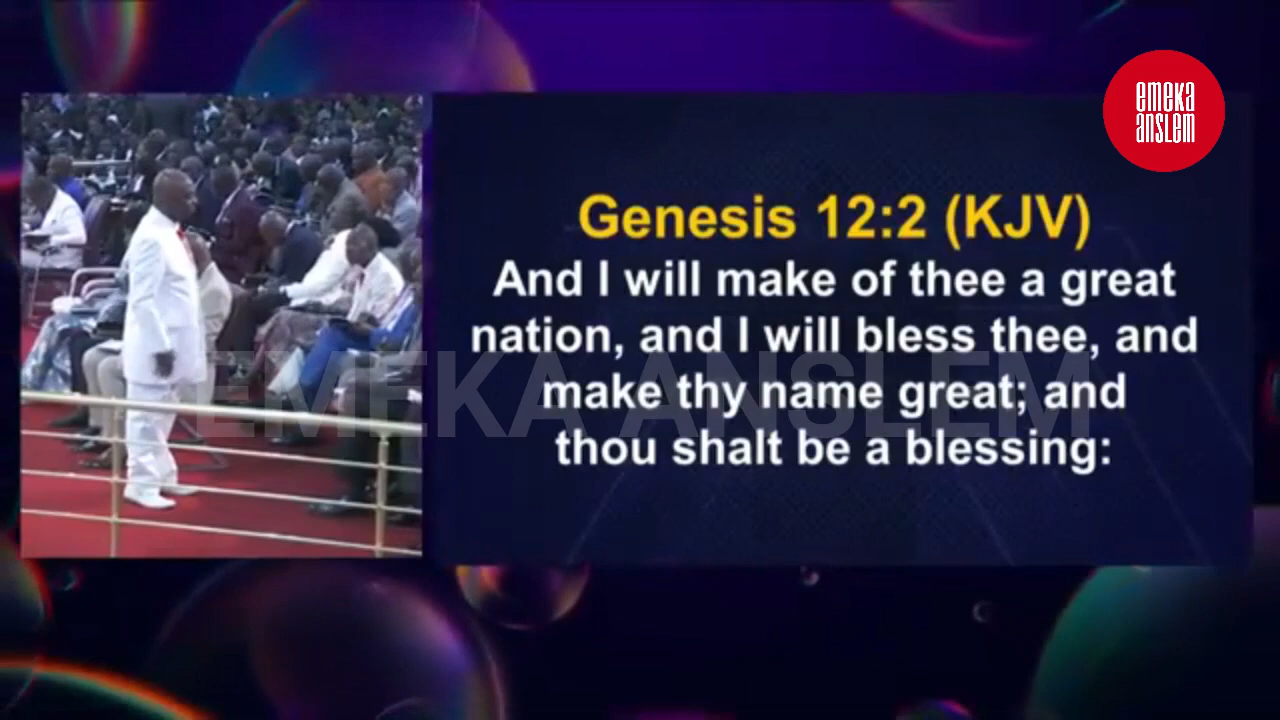 emeka
anslem
Genesis 12:2 (KJV)
And I will make of thee a great
nation, and I will bless thee, and
make thy name great; and
thou shalt be a blessing:
EMEKA ANSLEM